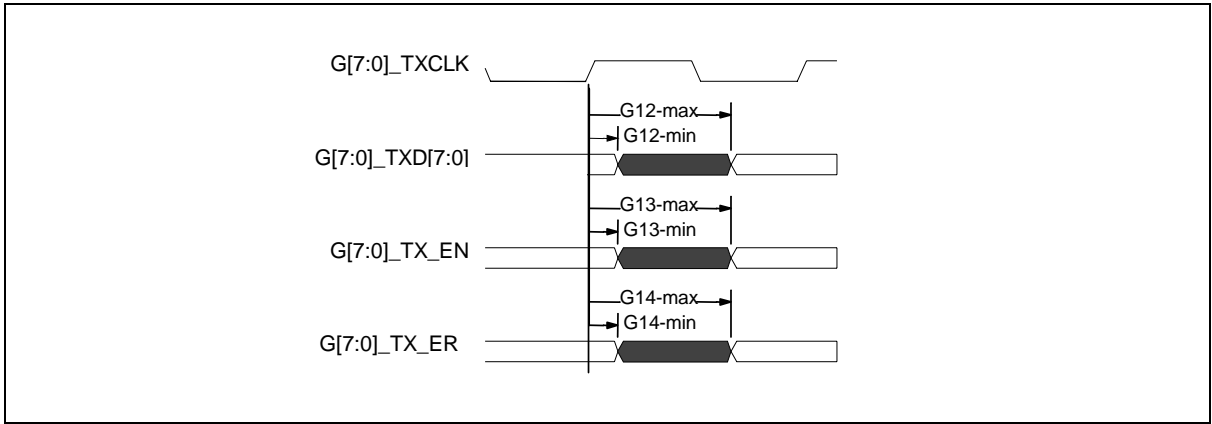 G[7:0]_TXCLK
G12-max
G12-min
G[7:0]_TXD[7:0]
G13-max
G13-min
G[7:0]_TX_EN
G14-max
G14-min
G[7:0]_TX_ER